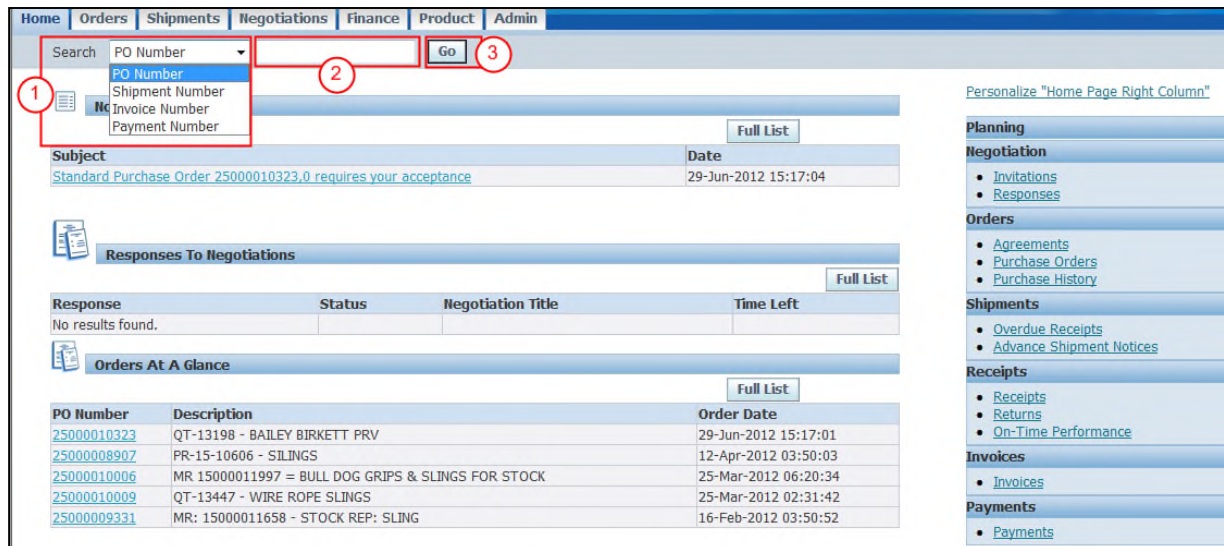 Home Orders Shipments Negotiations Finance Product Admin
Search PO Number Go
1
2
3
PO Number
Shipment Number
Invoice Number
Payment Number
No
Full List
Subject Date
Standard Purchase Order 25000010323,0 requires your acceptance 29-Jun-2012 15:17:04
Responses To Negotiations
Full List
Response Status Negotiation Title Time Left
No results found.
Orders At A Glance
Full List
PO Number Description Order Date
25000010323 QT-13198 - BAILEY BIRKETT PRV 29-Jun-2012 15:17:01
25000008907 PR-15-10606 - SILINGS 12-Apr-2012 03:50:03
25000010006 MR 15000011997 = BULL DOG GRIPS & SLINGS FOR STOCK 25-Mar-2012 06:20:34
25000010009 QT-13447 - WIRE ROPE SLINGS 25-Mar-2012 02:31:42
25000009331 MR: 15000011658 - STOCK REP: SLING 16-Feb-2012 03:50:52
Personalize "Home Page Right Column"
Planning
Negotiation
• Invitations
• Responses
Orders
• Agreements
• Purchase Orders
• Purchase History
Shipments
• Overdue Receipts
• Advance Shipment Notices
Receipts
• Receipts
• Returns
• On-Time Performance
Invoices
• Invoices
Payments
• Payments